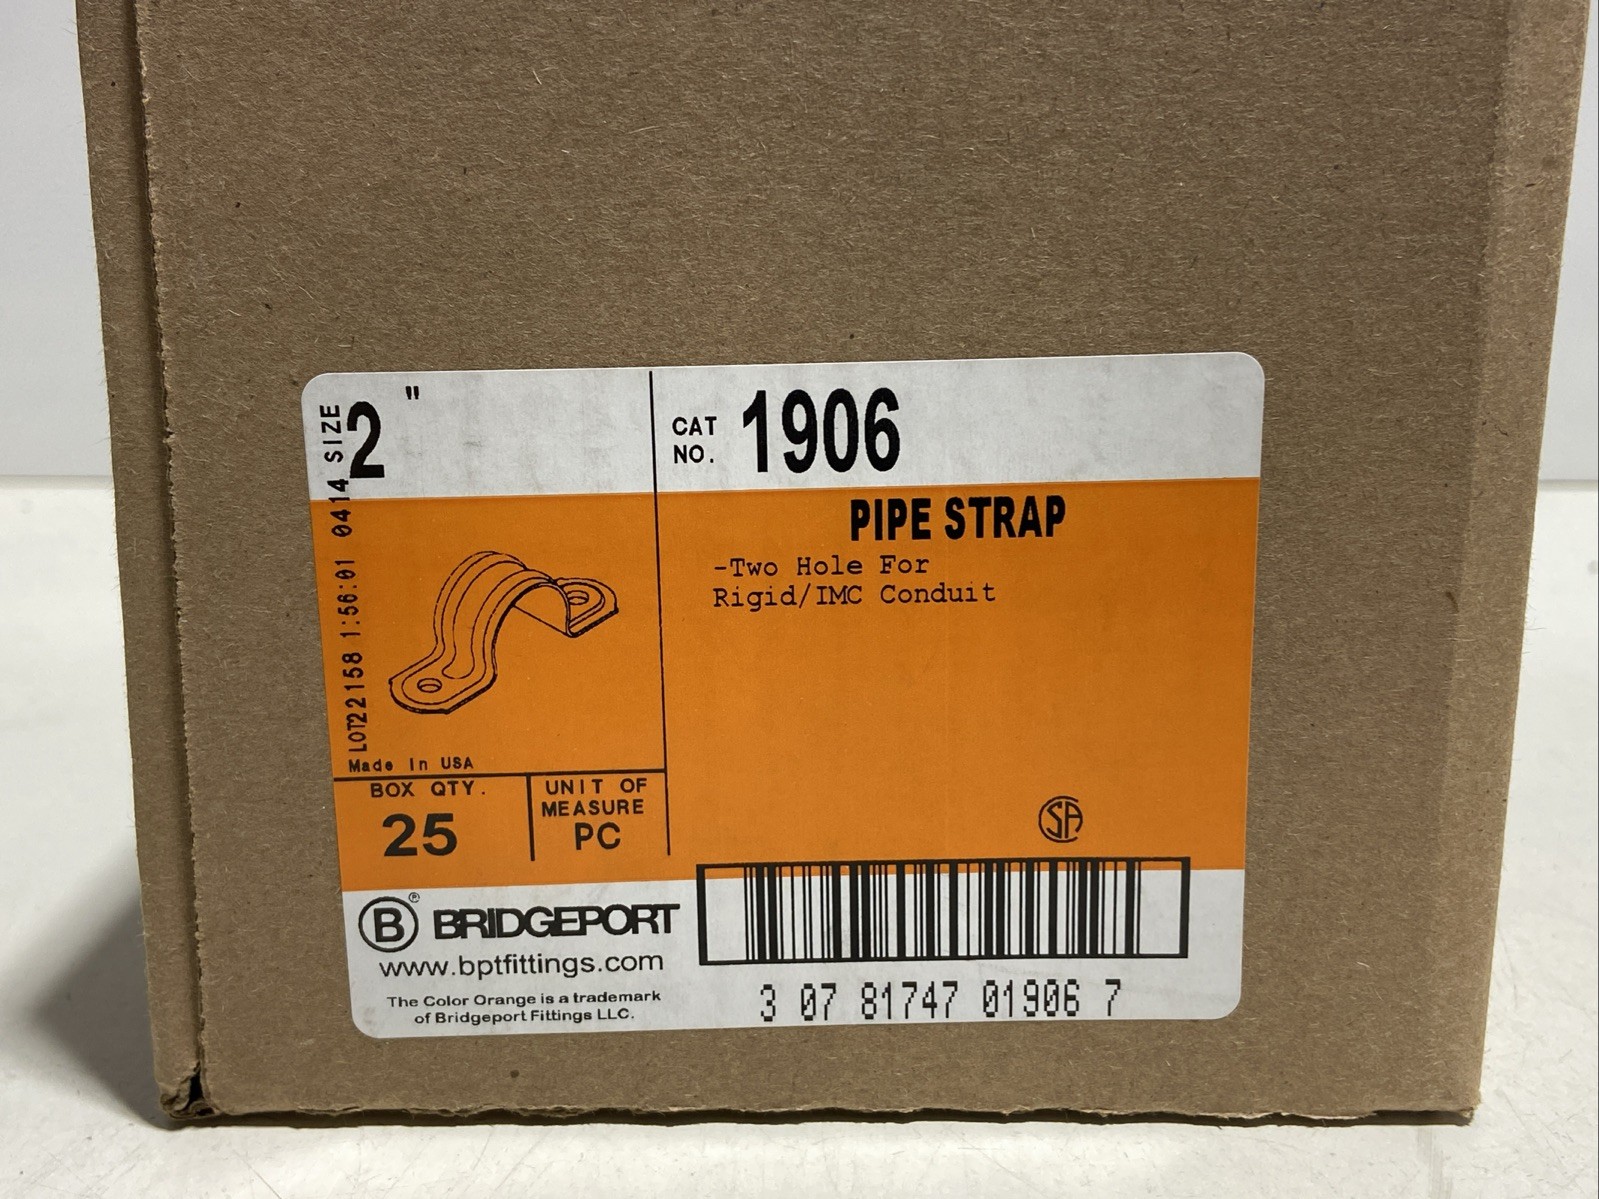 SIZE 2 "
CAT NO. 1906
PIPE STRAP
-Two Hole For
Rigid/IMC Conduit
LOT22158 1:56:01 0414
Made In USA
BOX QTY.
25
UNIT OF
MEASURE
PC
SA
B® BRIDGEPORT
www.bptfittings.com
The Color Orange is a trademark
of Bridgeport Fittings LLC.
3 07 81747 01906 7